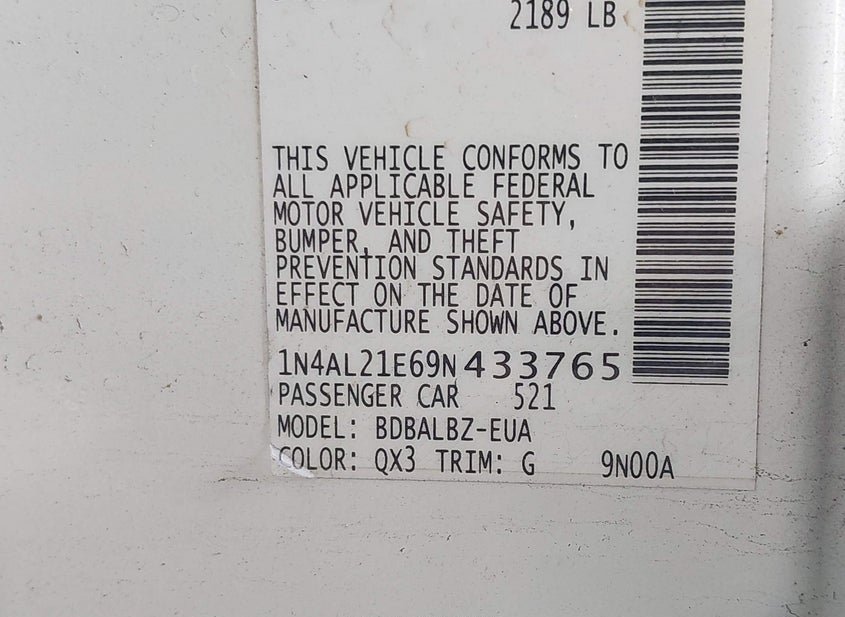 2189 LB
THIS VEHICLE CONFORMS TO
ALL APPLICABLE FEDERAL
MOTOR VEHICLE SAFETY,
BUMPER, AND THEFT
PREVENTION STANDARDS IN
EFFECT ON THE DATE OF
MANUFACTURE SHOWN ABOVE.
1N4AL21E69N433765
PASSENGER CAR 521
MODEL: BDBALBZ-EUA
COLOR: QX3 TRIM: G 9N00A